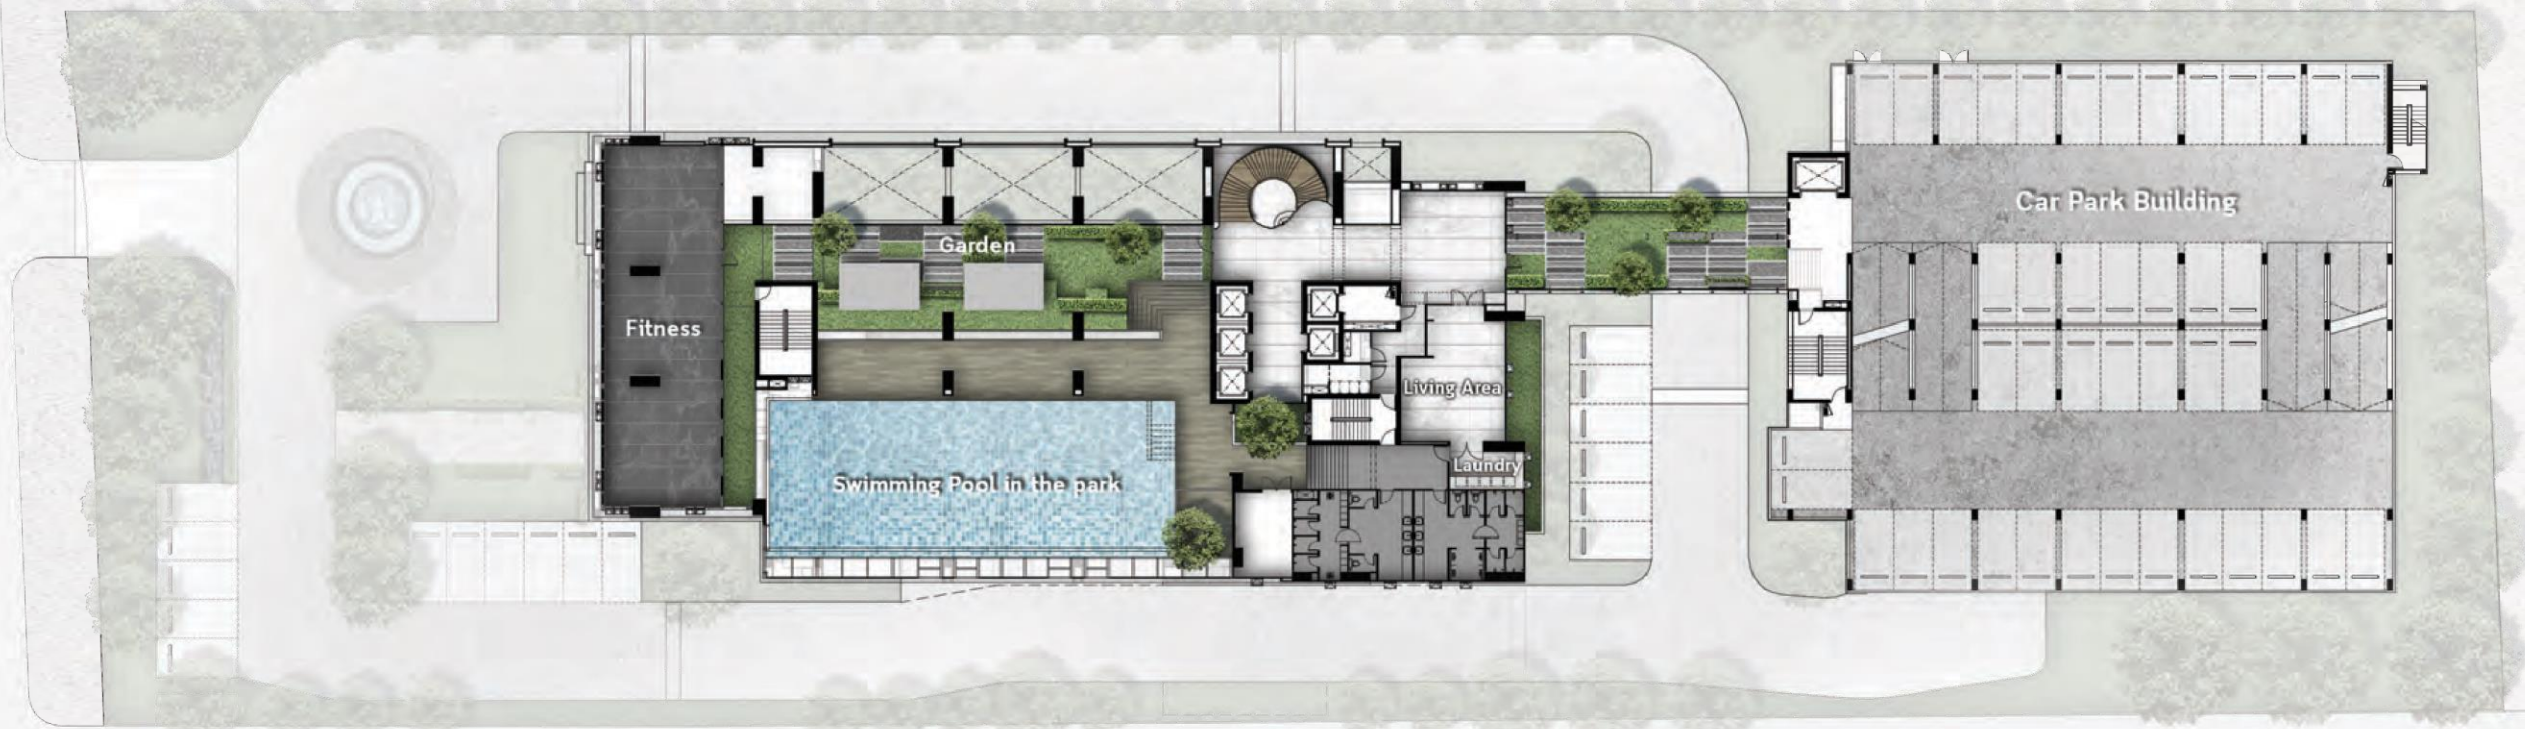 Car Park Building
Garden
Fitness
Living Area
Laundry
Swimming Pool in the park